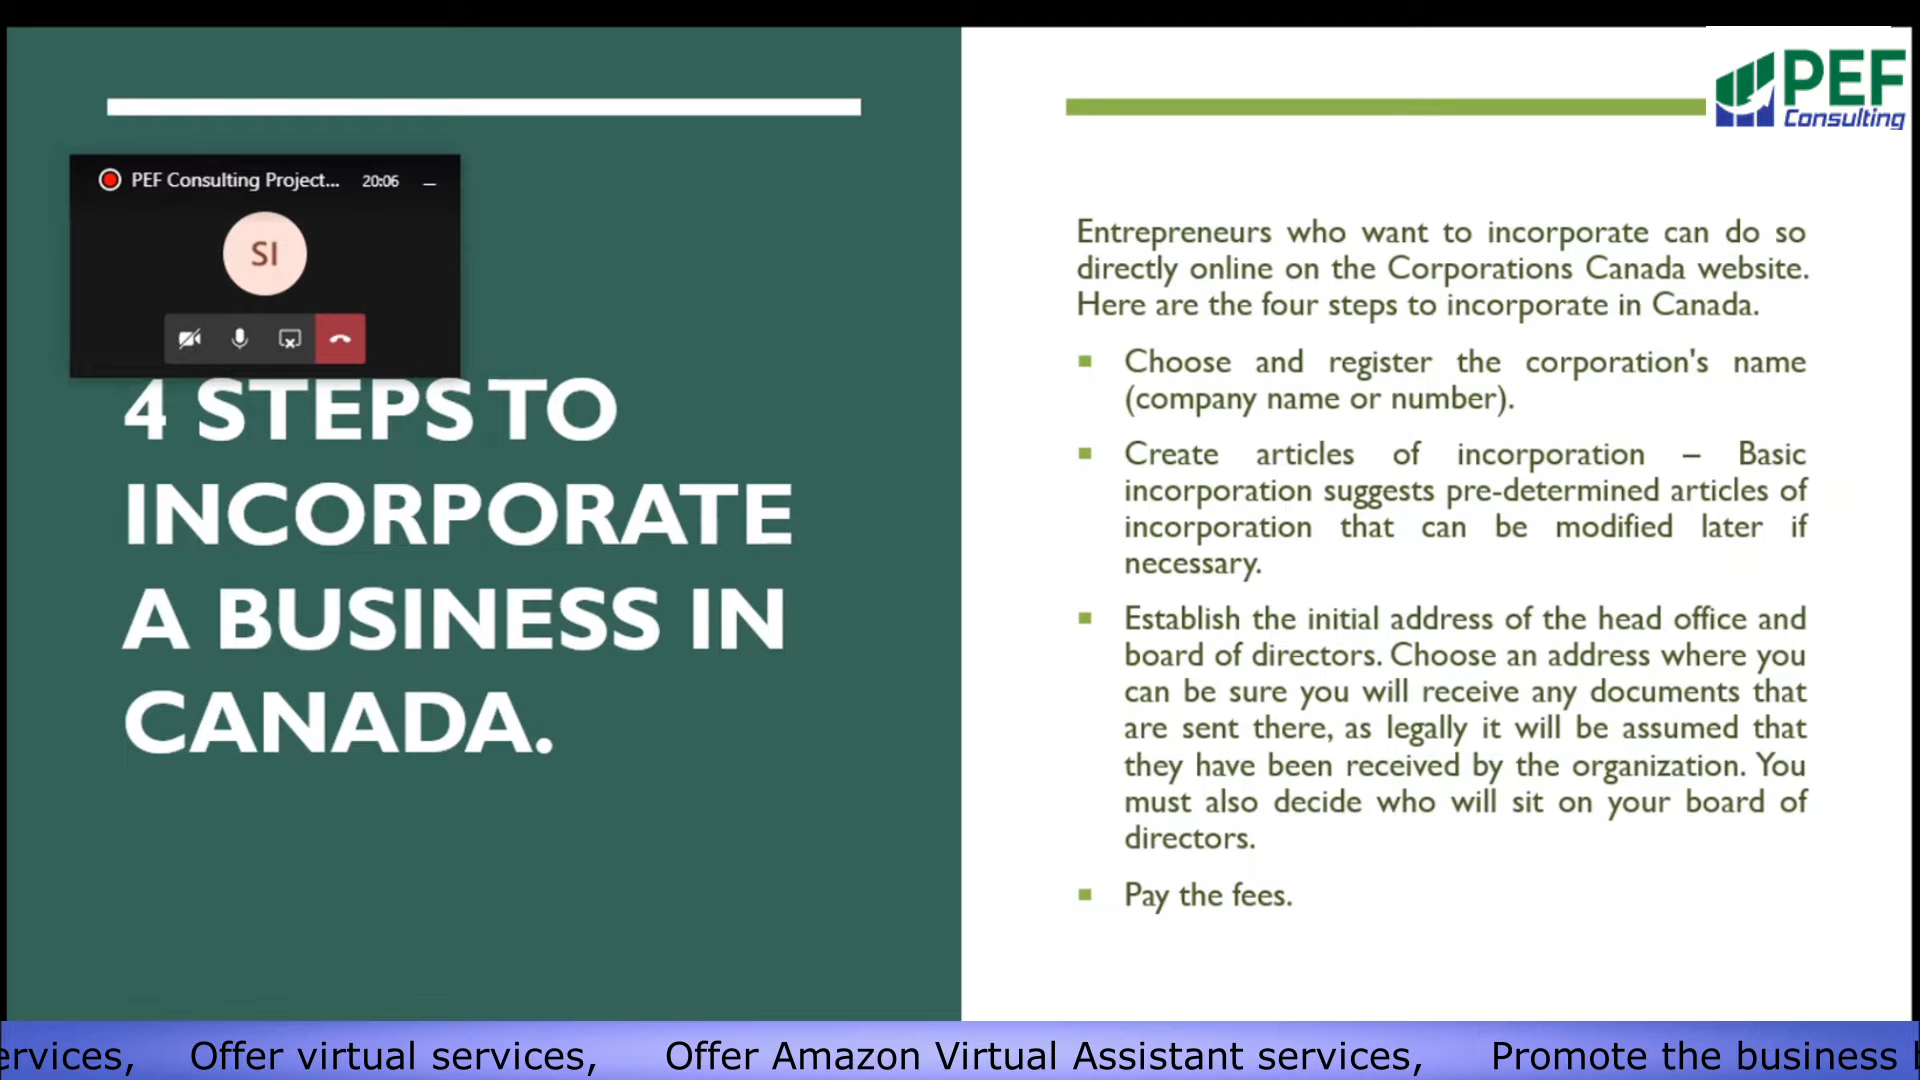 PEF
Consulting
PEF Consulting Project... 20:06
SI
4 STEPS TO
INCORPORATE
A BUSINESS IN
CANADA.
Entrepreneurs who want to incorporate can do so
directly online on the Corporations Canada website.
Here are the four steps to incorporate in Canada.
Choose and register the corporation's name
(company name or number).
Create articles of incorporation – Basic
incorporation suggests pre-determined articles of
incorporation that can be modified later if
necessary.
Establish the initial address of the head office and
board of directors. Choose an address where you
can be sure you will receive any documents that
are sent there, as legally it will be assumed that
they have been received by the organization. You
must also decide who will sit on your board of
directors.
Pay the fees.
ervices, Offer virtual services, Offer Amazon Virtual Assistant services, Promote the business